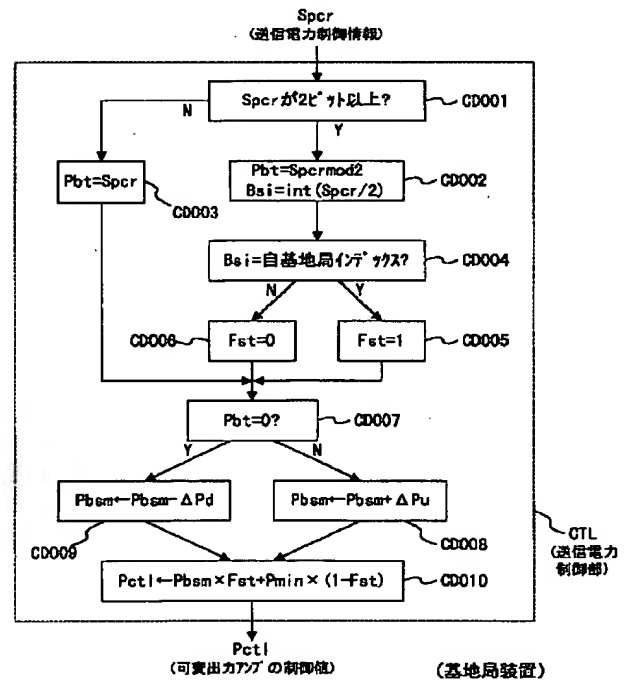 Spcr
(送信電力制御情報)
Spcrが2ビット以上?
CD001
N
Y
Pbt=Spcr
CD003
Pbt=Spcrmod2
Bsi=int(Spcr/2)
CD002
Bsi=自基地局インデックス?
CD004
N
Y
CD006
Fst=0
Fst=1
CD005
Pbt=0?
CD007
Y
N
Pbsm←Pbsm-ΔPd
Pbsm←Pbsm+ΔPu
CD009
CD008
CTL
(送信電力
制御部)
Pctl←Pbsm×Fst+Pmin×(1-Fst)
CD010
Pctl
(可変出力アンプの制御値)
(基地局装置)